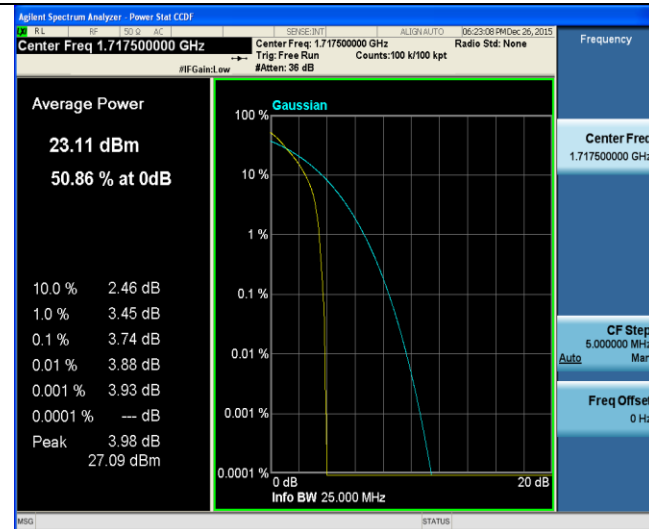 Agilent Spectrum Analyzer - Power Stat CCDF
LXI RL RF 50 Ω AC SENSE:INT ALIGN AUTO 06:23:08 PM Dec 26, 2015
Center Freq 1.717500000 GHz
Center Freq: 1.717500000 GHz Radio Std: None
Trig: Free Run Counts:100 k/100 kpt
#IFGain:Low #Atten: 36 dB
Frequency
Average Power
23.11 dBm
50.86 % at 0dB
10.0 % 2.46 dB
1.0 % 3.45 dB
0.1 % 3.74 dB
0.01 % 3.88 dB
0.001 % 3.93 dB
0.0001 % --- dB
Peak 3.98 dB
27.09 dBm
Gaussian
100 %
10 %
1 %
0.1 %
0.01 %
0.001 %
0.0001 %
0 dB 20 dB
Info BW 25.000 MHz
Center Freq
1.717500000 GHz
CF Step
5.000000 MHz
Auto Man
Freq Offset
0 Hz
MSG STATUS